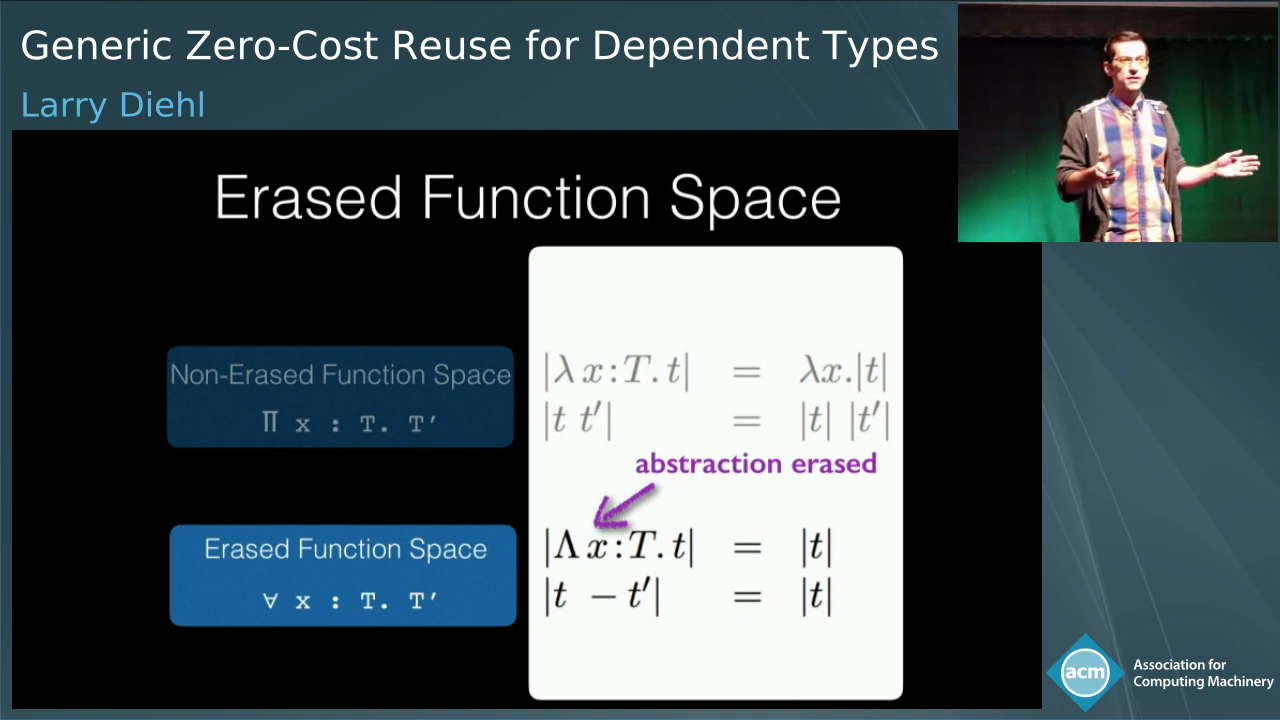 Generic Zero-Cost Reuse for Dependent Types
Larry Diehl
Erased Function Space
Non-Erased Function Space
Π x : T. T′
|λ x:T. t| = λx.|t|
|t t′| = |t| |t′|
abstraction erased
Erased Function Space
∀ x : T. T′
|Λ x:T. t| = |t|
|t −t′| = |t|
acm
Association for
Computing Machinery